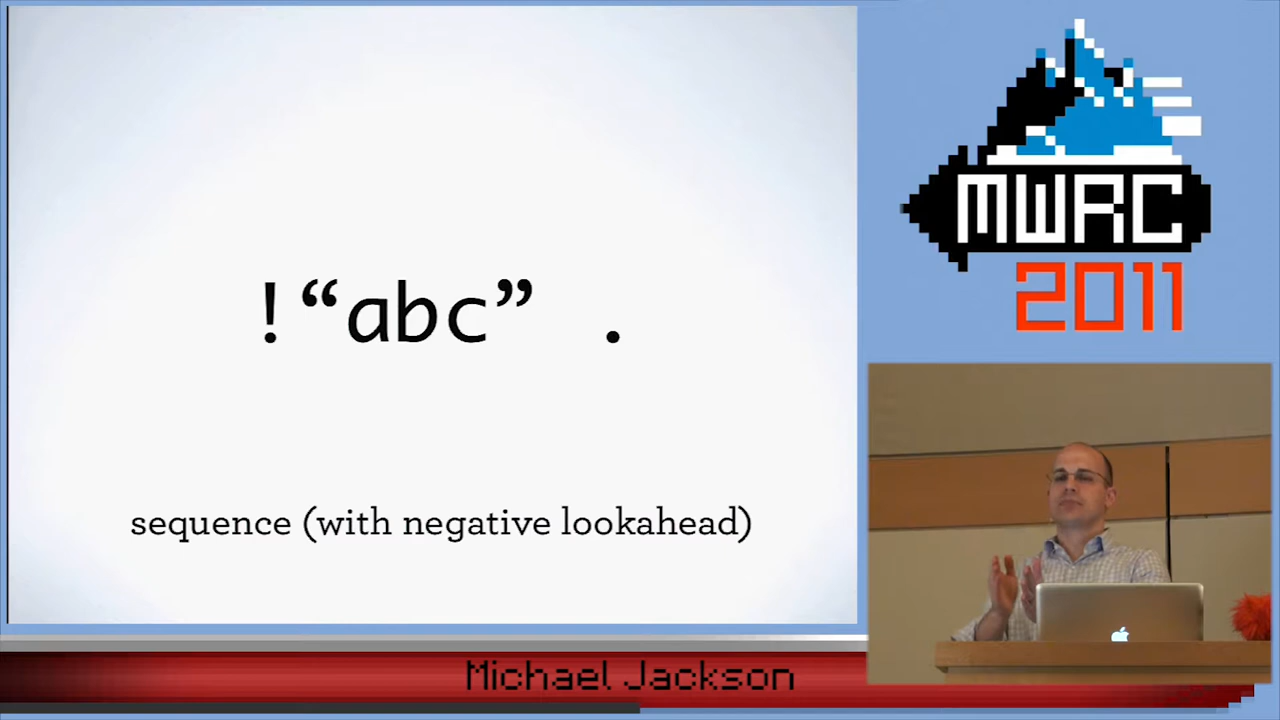 !“abc” .
sequence (with negative lookahead)
MWRC
2011
Michael Jackson